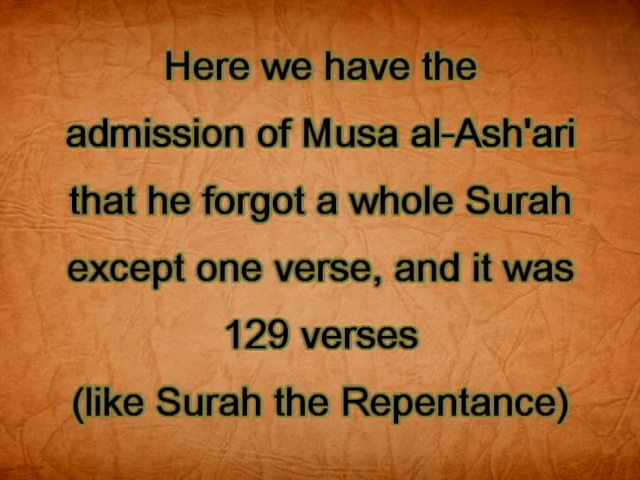 Here we have the
admission of Musa al-Ash'ari
that he forgot a whole Surah
except one verse, and it was
129 verses
(like Surah the Repentance)